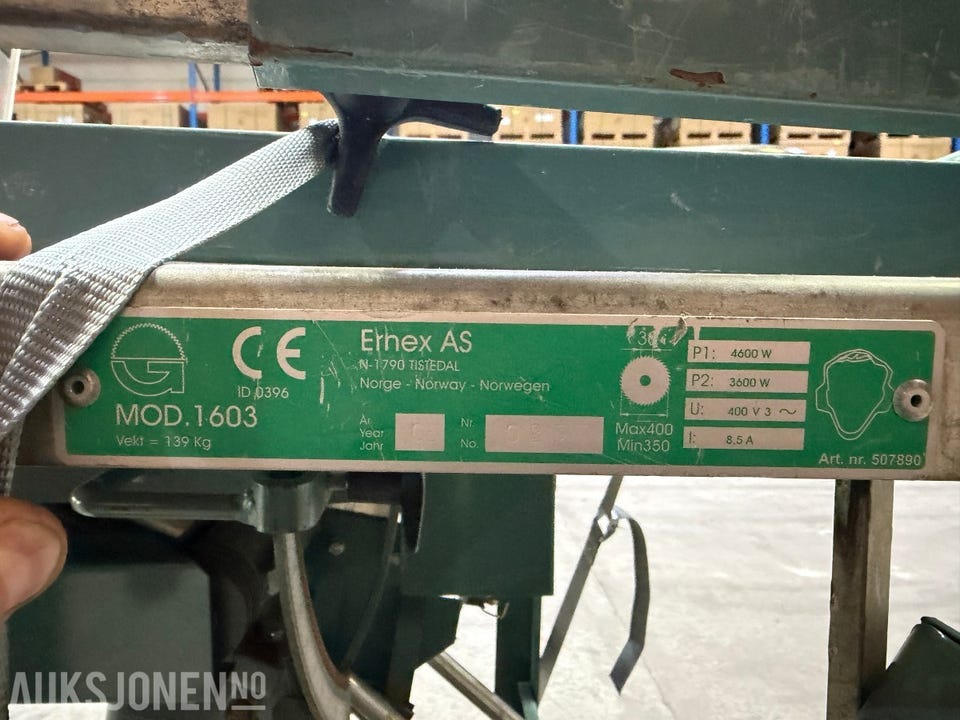 CE
ID 0396
MOD.1603
Vekt = 139 Kg
Erhex AS
N-1790 TISTEDAL
Norge - Norway - Norwegen
År
Year
Jahr
Nr.
No.
Max400
Min350
P1: 4600 W
P2: 3600 W
U: 400 V 3 ~
I: 8,5 A
Art. nr. 507890
AUKSJONEN NO